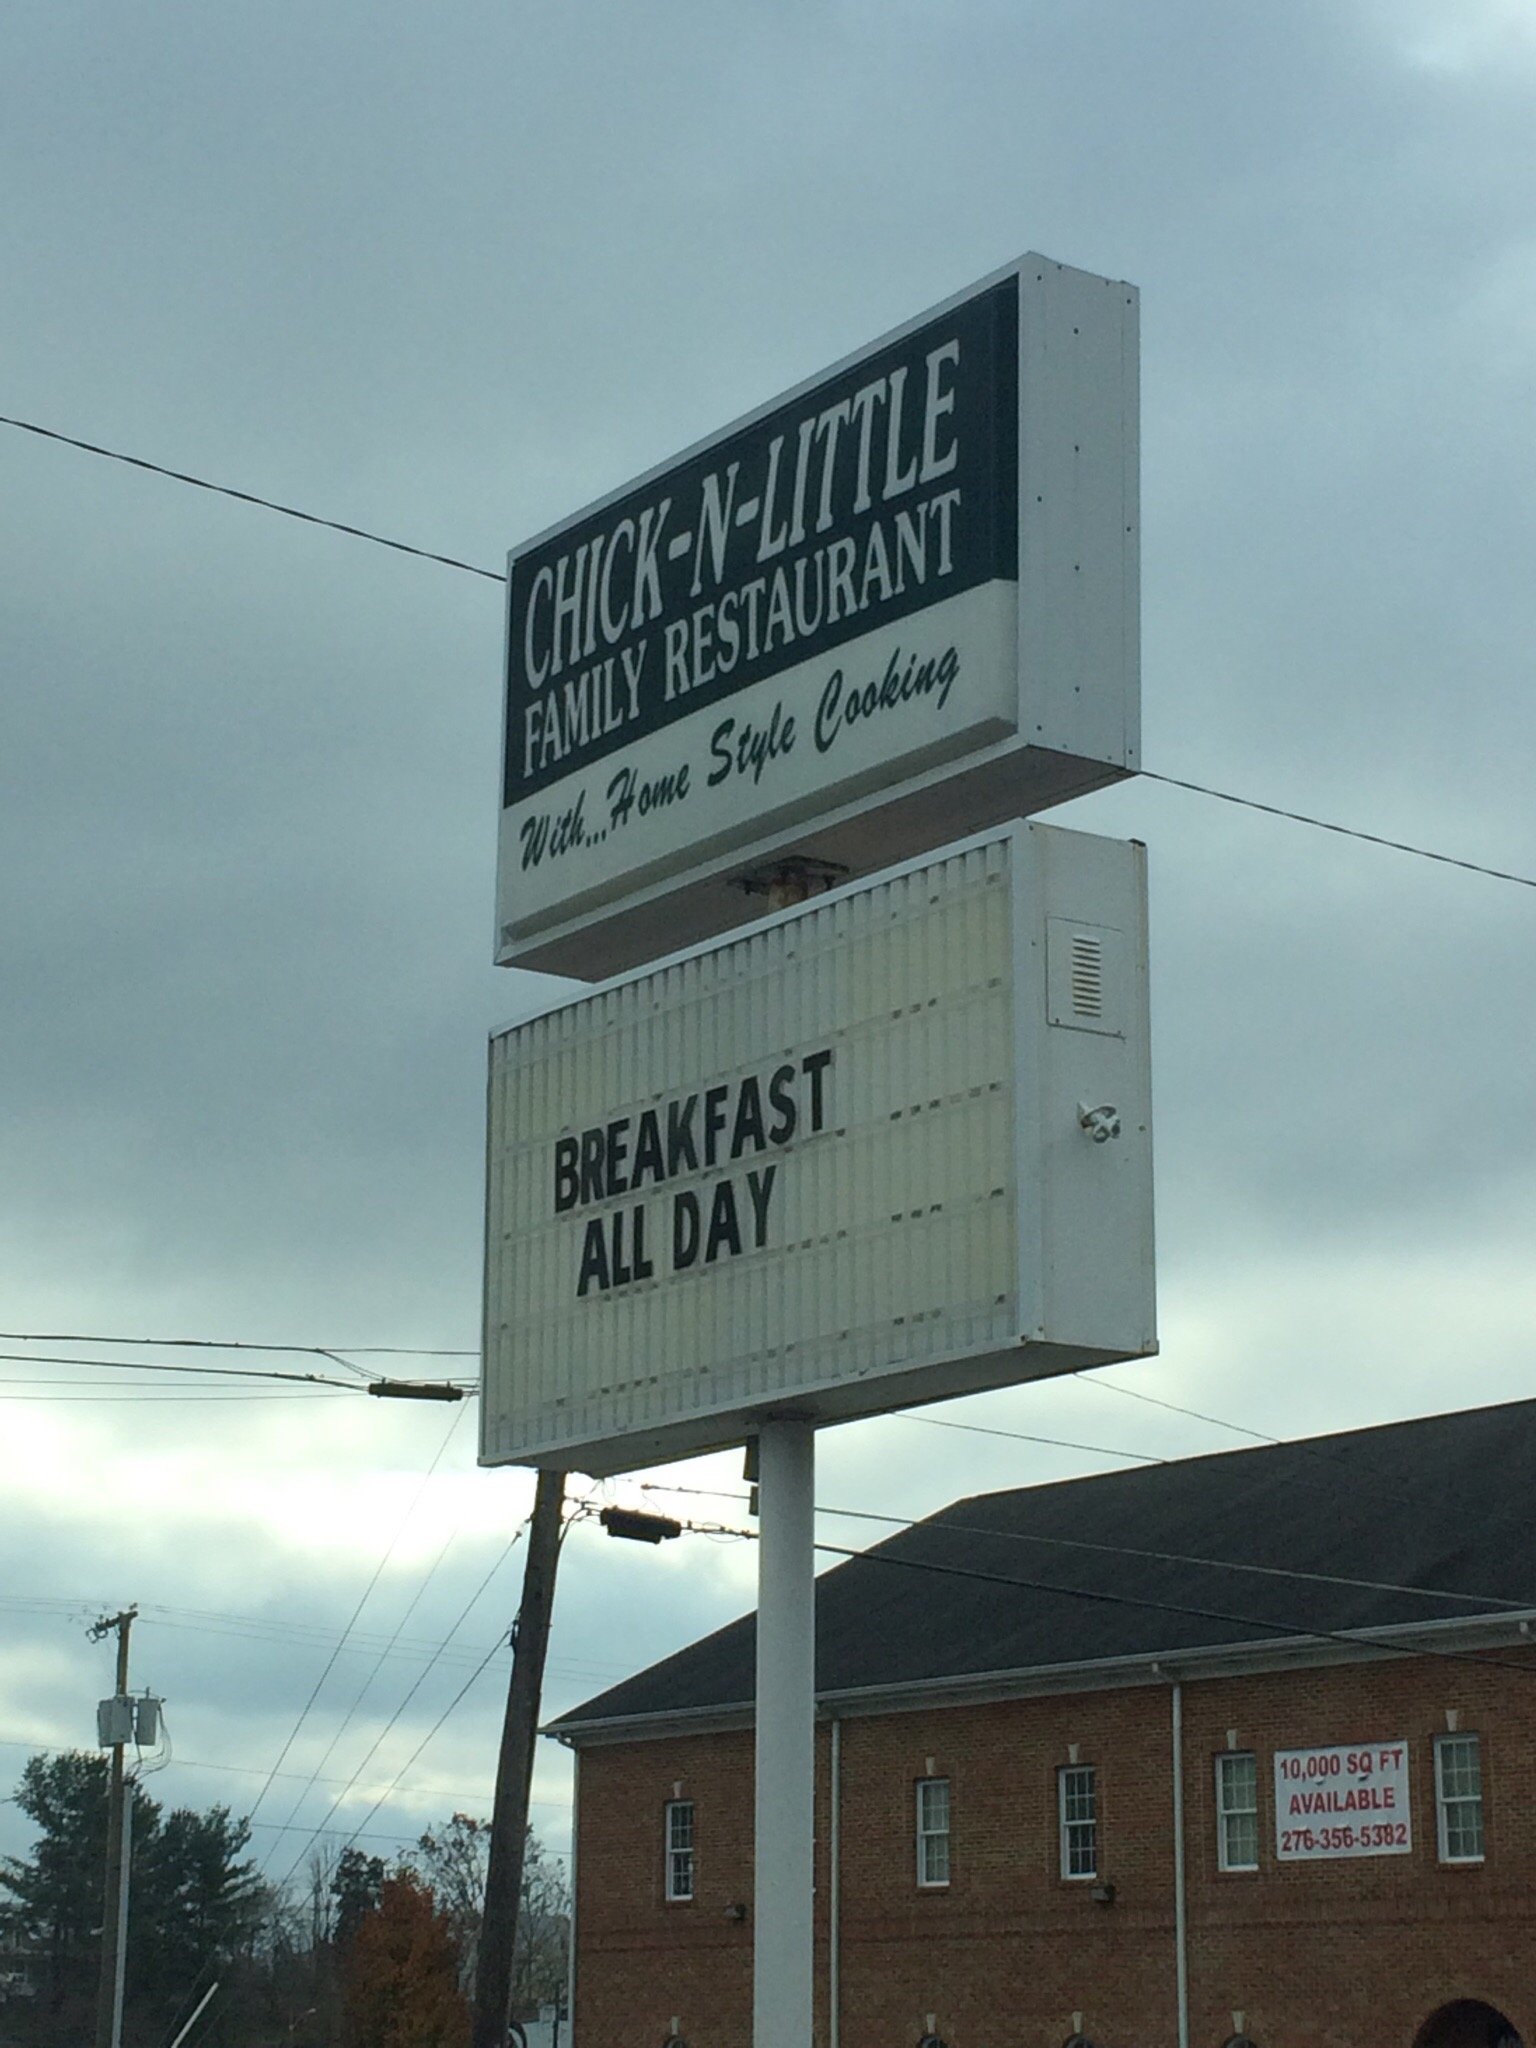 CHICK-N-LITTLE
FAMILY RESTAURANT
With...Home Style Cooking
BREAKFAST
ALL DAY
10,000 SQ FT
AVAILABLE
276-356-5382